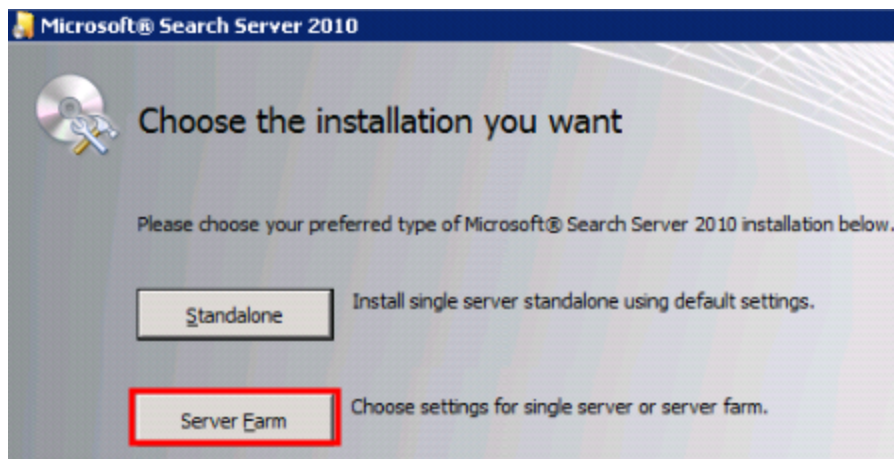 Microsoft® Search Server 2010
Choose the installation you want
Please choose your preferred type of Microsoft® Search Server 2010 installation below.
Standalone
Install single server standalone using default settings.
Server Farm
Choose settings for single server or server farm.